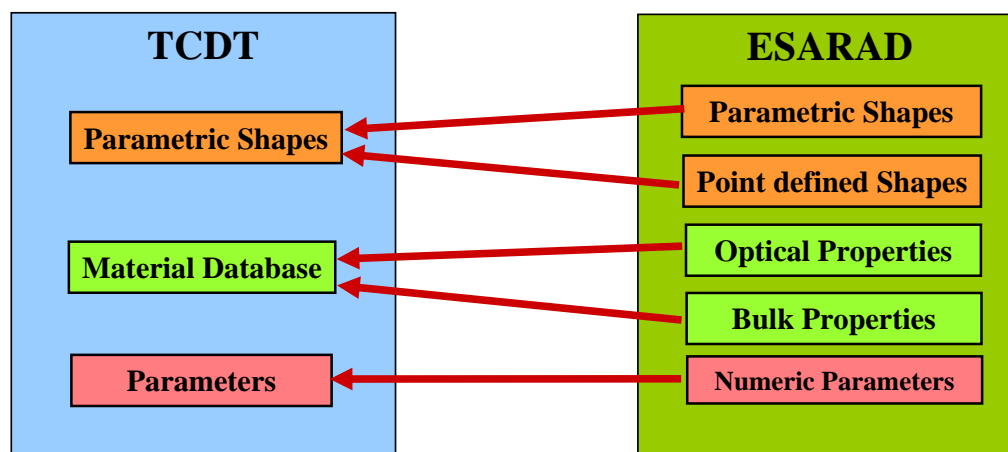 TCDT
Parametric Shapes
Material Database
Parameters
ESARAD
Parametric Shapes
Point defined Shapes
Optical Properties
Bulk Properties
Numeric Parameters